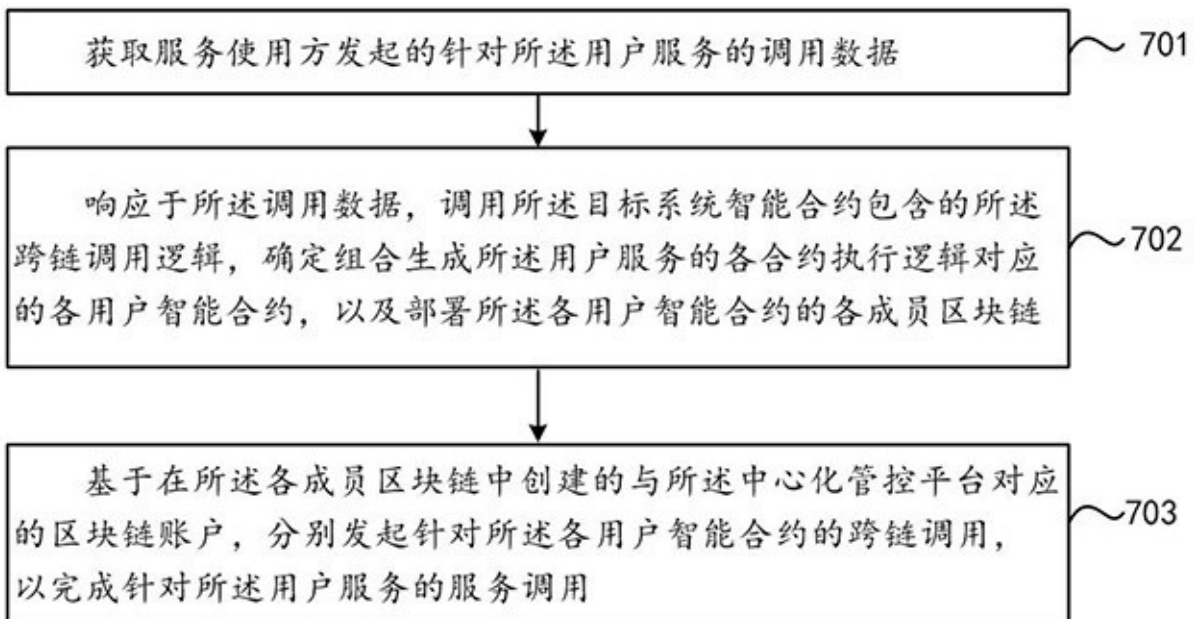 获取服务使用方发起的针对所述用户服务的调用数据
701
响应于所述调用数据，调用所述目标系统智能合约包含的所述
跨链调用逻辑，确定组合生成所述用户服务的各合约执行逻辑对应
的各用户智能合约，以及部署所述各用户智能合约的各成员区块链
702
基于在所述各成员区块链中创建的与所述中心化管控平台对应
的区块链账户，分别发起针对所述各用户智能合约的跨链调用，
以完成针对所述用户服务的服务调用
703